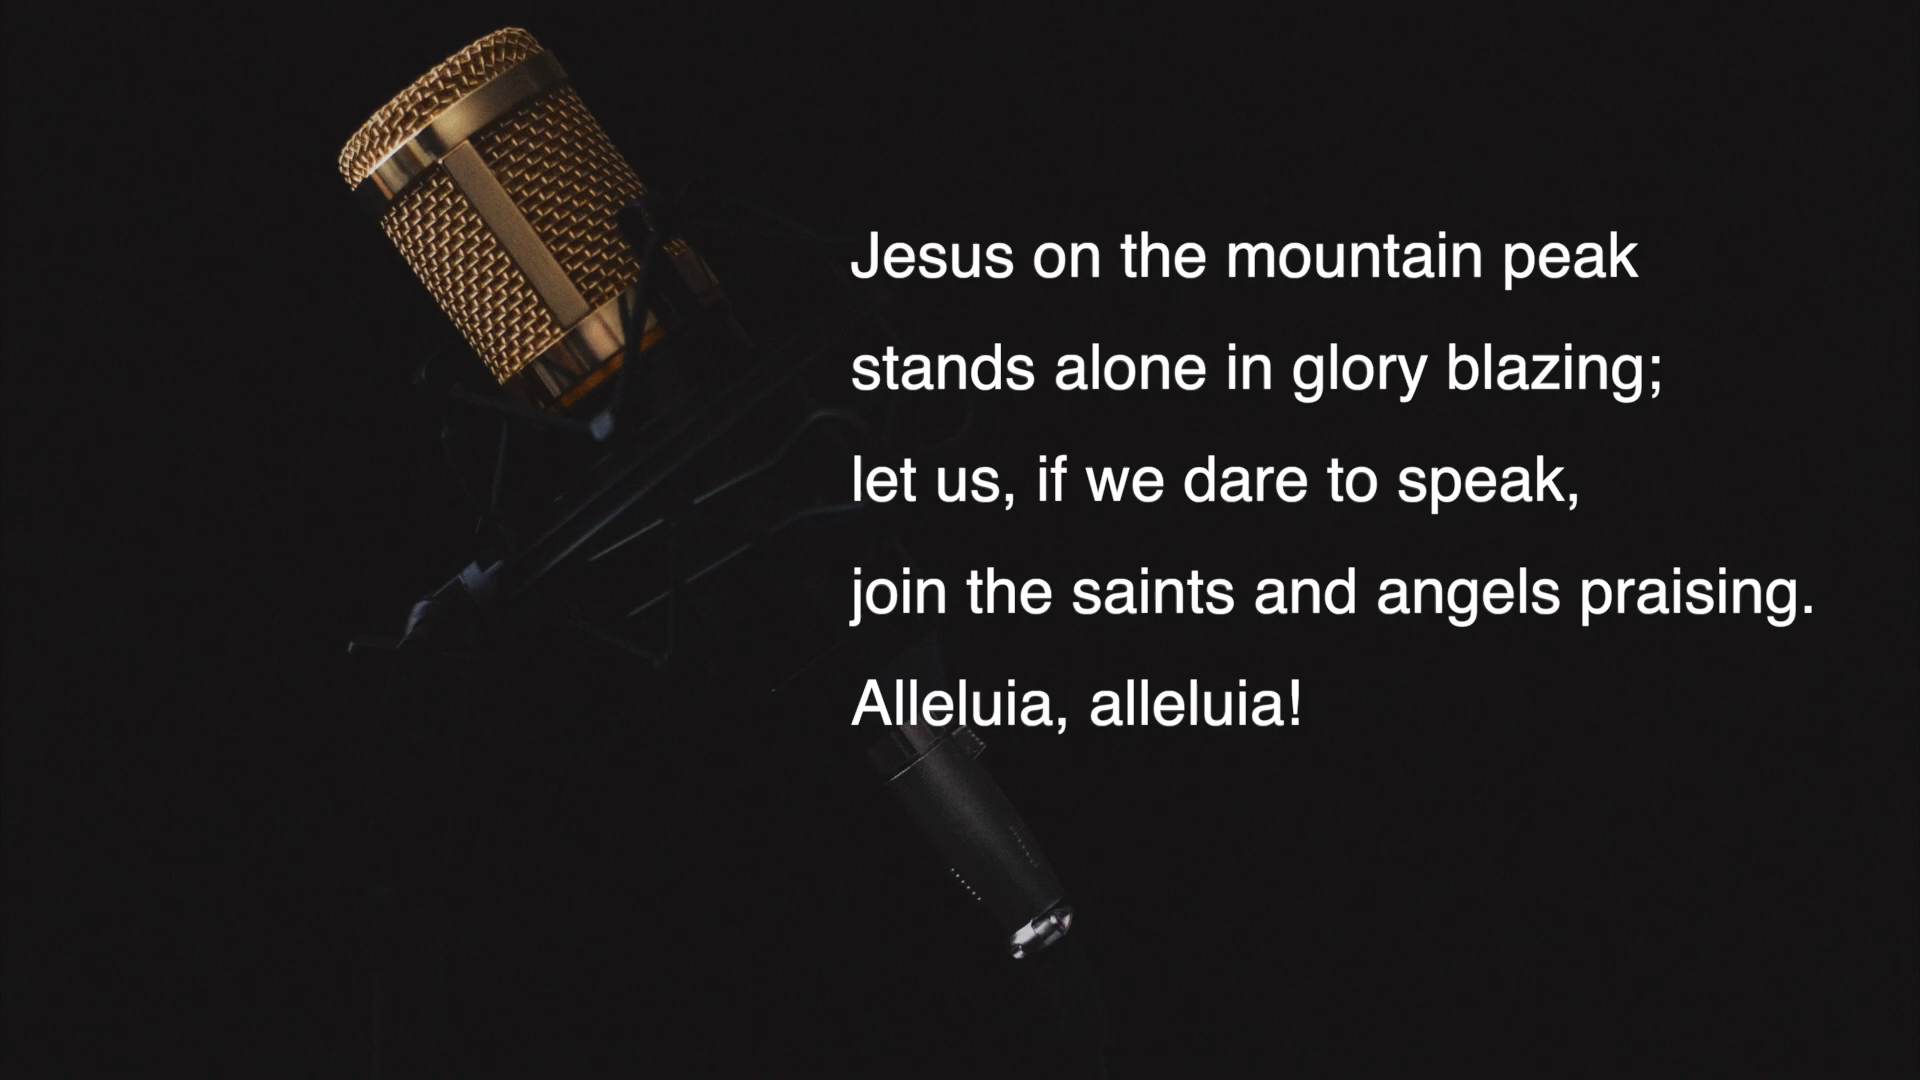 Jesus on the mountain peak
stands alone in glory blazing;
let us, if we dare to speak,
join the saints and angels praising.
Alleluia, alleluia!